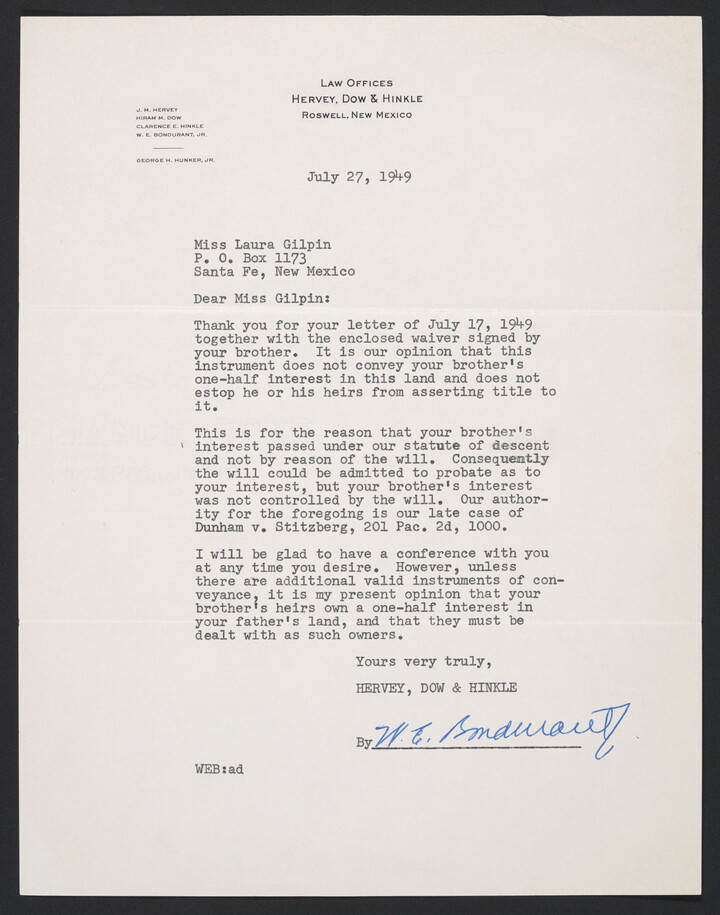 LAW OFFICES
HERVEY, DOW & HINKLE
ROSWELL, NEW MEXICO
J. M. HERVEY
HIRAM M. DOW
CLARENCE E. HINKLE
W. E. BONDURANT, JR.
GEORGE H. HUNKER, JR.
July 27, 1949
Miss Laura Gilpin
P. O. Box 1173
Santa Fe, New Mexico
Dear Miss Gilpin:
Thank you for your letter of July 17, 1949
together with the enclosed waiver signed by
your brother. It is our opinion that this
instrument does not convey your brother's
one-half interest in this land and does not
estop he or his heirs from asserting title to
it.
This is for the reason that your brother's
interest passed under our statute of descent
and not by reason of the will. Consequently
the will could be admitted to probate as to
your interest, but your brother's interest
was not controlled by the will. Our author-
ity for the foregoing is our late case of
Dunham v. Stitzberg, 201 Pac. 2d, 1000.
I will be glad to have a conference with you
at any time you desire. However, unless
there are additional valid instruments of con-
veyance, it is my present opinion that your
brother's heirs own a one-half interest in
your father's land, and that they must be
dealt with as such owners.
Yours very truly,
HERVEY, DOW & HINKLE
By W. E. Bondurant Jr
WEB:ad